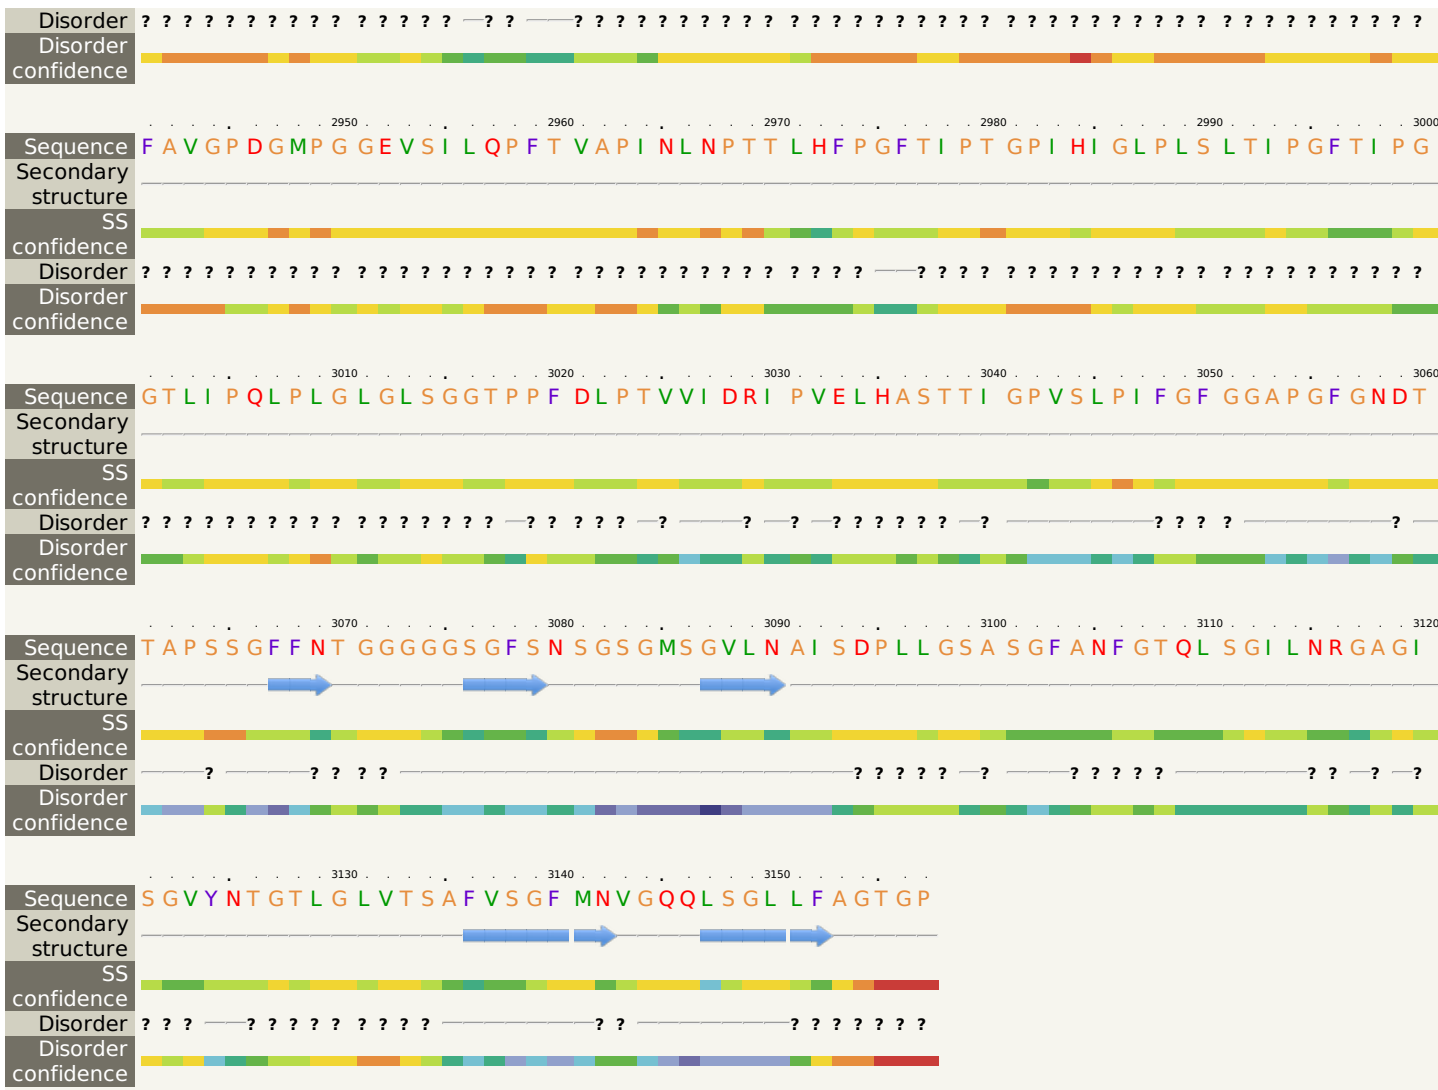 Disorder ? ? ? ? ? ? ? ? ? ? ? ? ? ? ? ? ? ? ? ? ? ? ? ? ? ? ? ? ? ? ? ? ? ? ? ? ? ? ? ? ? ? ? ? ? ? ? ? ? ? ? ? ? ? ? ? ?
Disorder
confidence
2950 2960 2970 2980 2990 3000
Sequence F A V G P D G M P G G E V S I L Q P F T V A P I N L N P T T L H F P G F T I P T G P I H I G L P L S L T I P G F T I P G
Secondary
structure
SS
confidence
Disorder ? ? ? ? ? ? ? ? ? ? ? ? ? ? ? ? ? ? ? ? ? ? ? ? ? ? ? ? ? ? ? ? ? ? ? ? ? ? ? ? ? ? ? ? ? ? ? ? ? ? ? ? ? ? ? ? ? ?
Disorder
confidence
3010 3020 3030 3040 3050 3060
Sequence G T L I P Q L P L G L G L S G G T P P F D L P T V V I D R I P V E L H A S T T I G P V S L P I F G F G G A P G F G N D T
Secondary
structure
SS
confidence
Disorder ? ? ? ? ? ? ? ? ? ? ? ? ? ? ? ? ? ? ? ? ? ? ? ? ? ? ? ? ? ? ? ? ? ? ? ? ?
Disorder
confidence
3070 3080 3090 3100 3110 3120
Sequence T A P S S G F F N T G G G G G S G F S N S G S G M S G V L N A I S D P L L G S A S G F A N F G T Q L S G I L N R G A G I
Secondary
structure
SS
confidence
Disorder ? ? ? ? ? ? ? ? ? ? ? ? ? ? ? ? ? ? ? ?
Disorder
confidence
3130 3140 3150
Sequence S G V Y N T G T L G L V T S A F V S G F M N V G Q Q L S G L L F A G T G P
Secondary
structure
SS
confidence
Disorder ? ? ? ? ? ? ? ? ? ? ? ? ? ? ? ? ? ? ? ? ?
Disorder
confidence